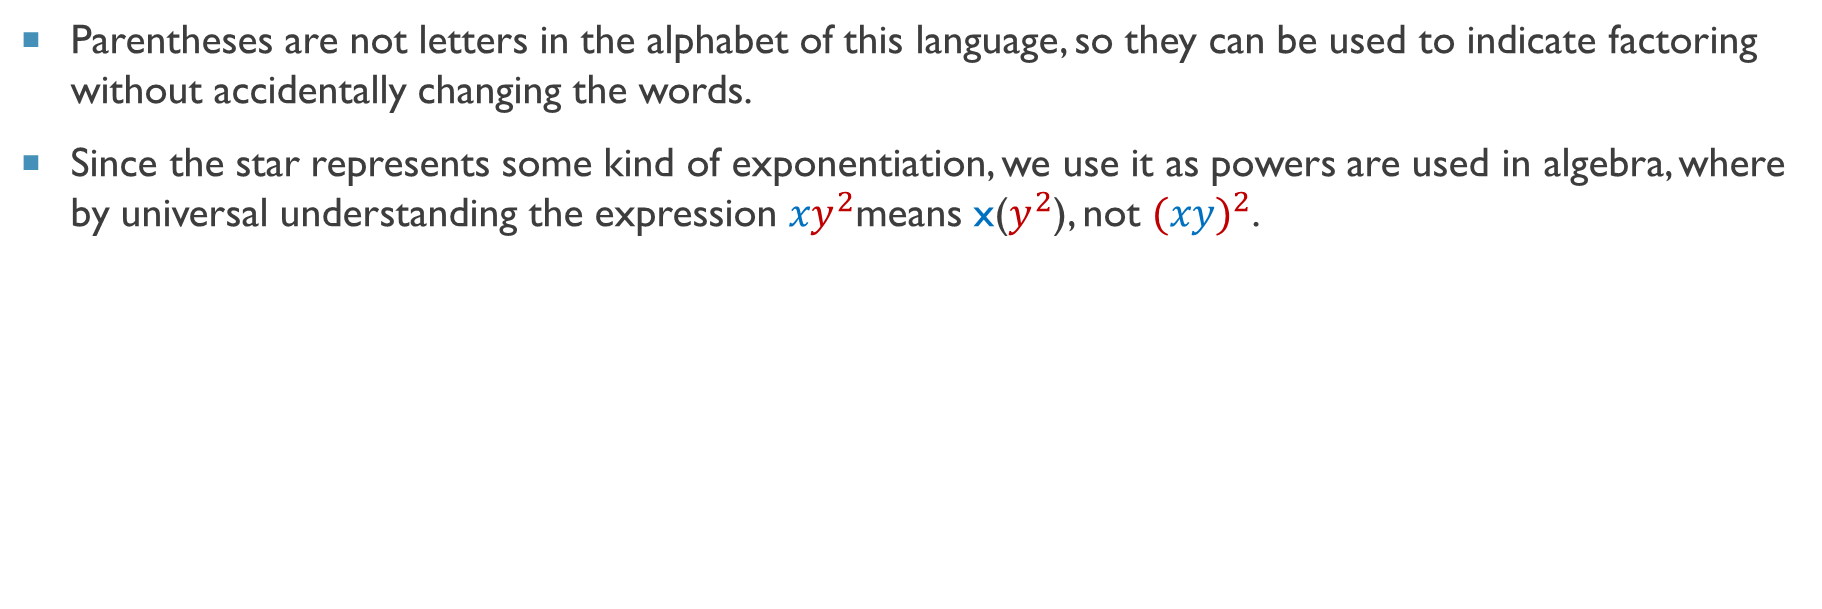 ▪ Parentheses are not letters in the alphabet of this language, so they can be used to indicate factoring
without accidentally changing the words.
▪ Since the star represents some kind of exponentiation, we use it as powers are used in algebra, where
by universal understanding the expression xy² means x(y²), not (xy)².